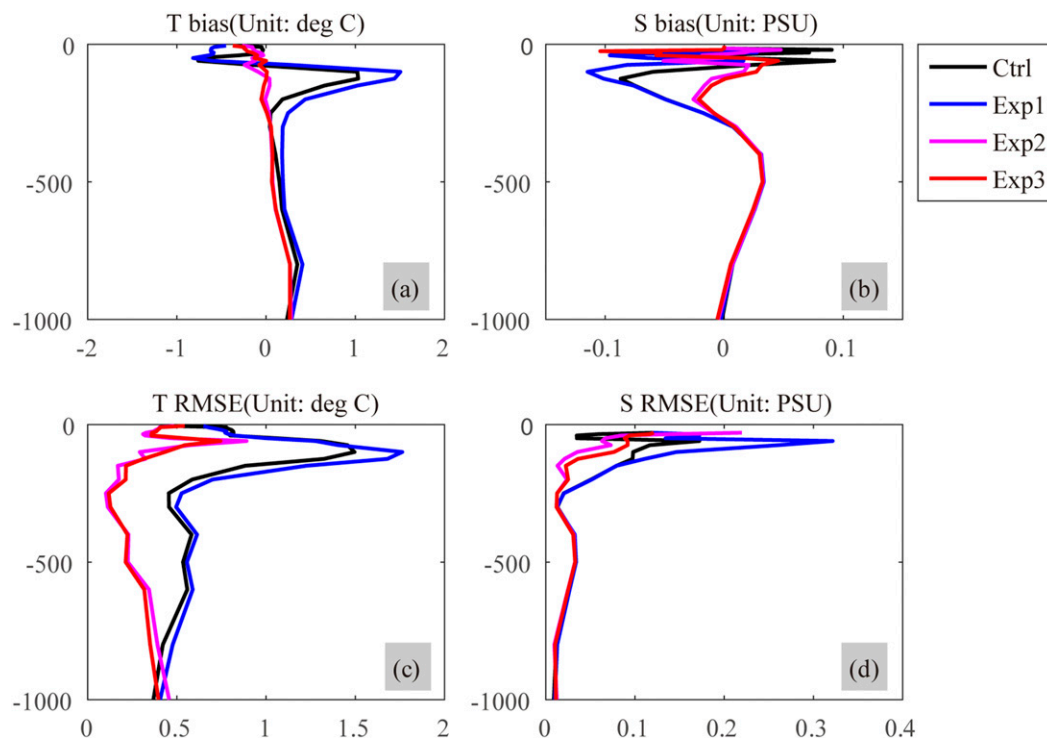 T bias(Unit: deg C)
S bias(Unit: PSU)
0
-500
-1000
-2
-1
0
1
2
(a)
0
-500
-1000
-0.1
0
0.1
(b)
Ctrl
Exp1
Exp2
Exp3
T RMSE(Unit: deg C)
S RMSE(Unit: PSU)
0
-500
-1000
0
0.5
1
1.5
2
(c)
0
-500
-1000
0
0.1
0.2
0.3
0.4
(d)